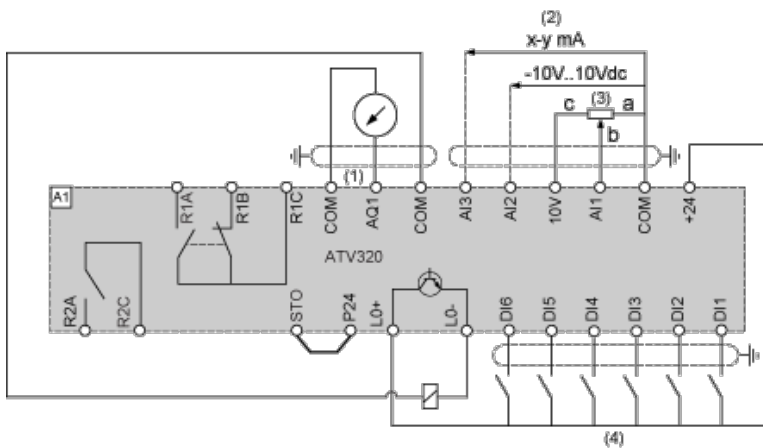 (2)
x-y mA
-10V..10Vdc
c (3) a
b
(1)
A1
R1A R1B R1C COM AQ1 COM AI3 AI2 10V AI1 COM +24
ATV320
R2A R2C STO P24 L0+ L0- DI6 DI5 DI4 DI3 DI2 DI1
(4)